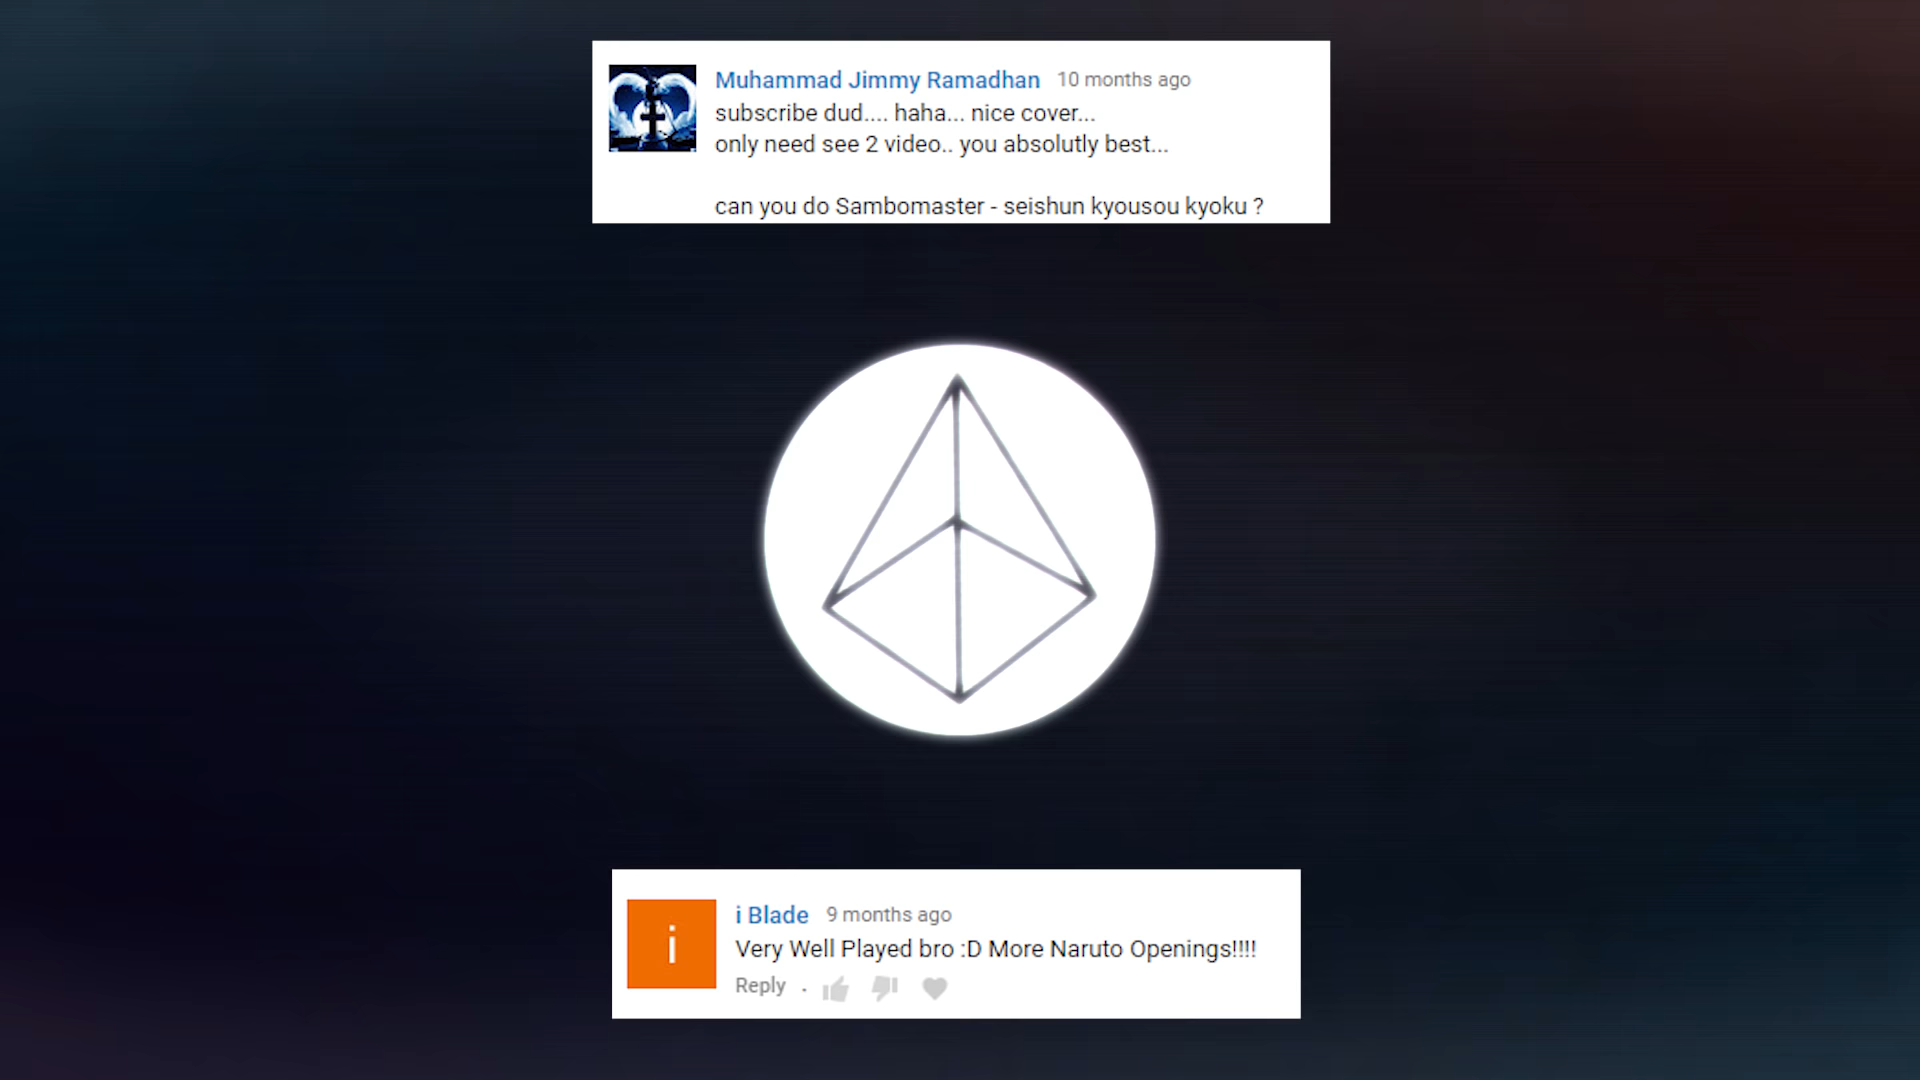 Muhammad Jimmy Ramadhan 10 months ago
subscribe dud.... haha... nice cover...
only need see 2 video.. you absolutly best...
can you do Sambomaster - seishun kyousou kyoku ?
i
i Blade 9 months ago
Very Well Played bro :D More Naruto Openings!!!!
Reply .